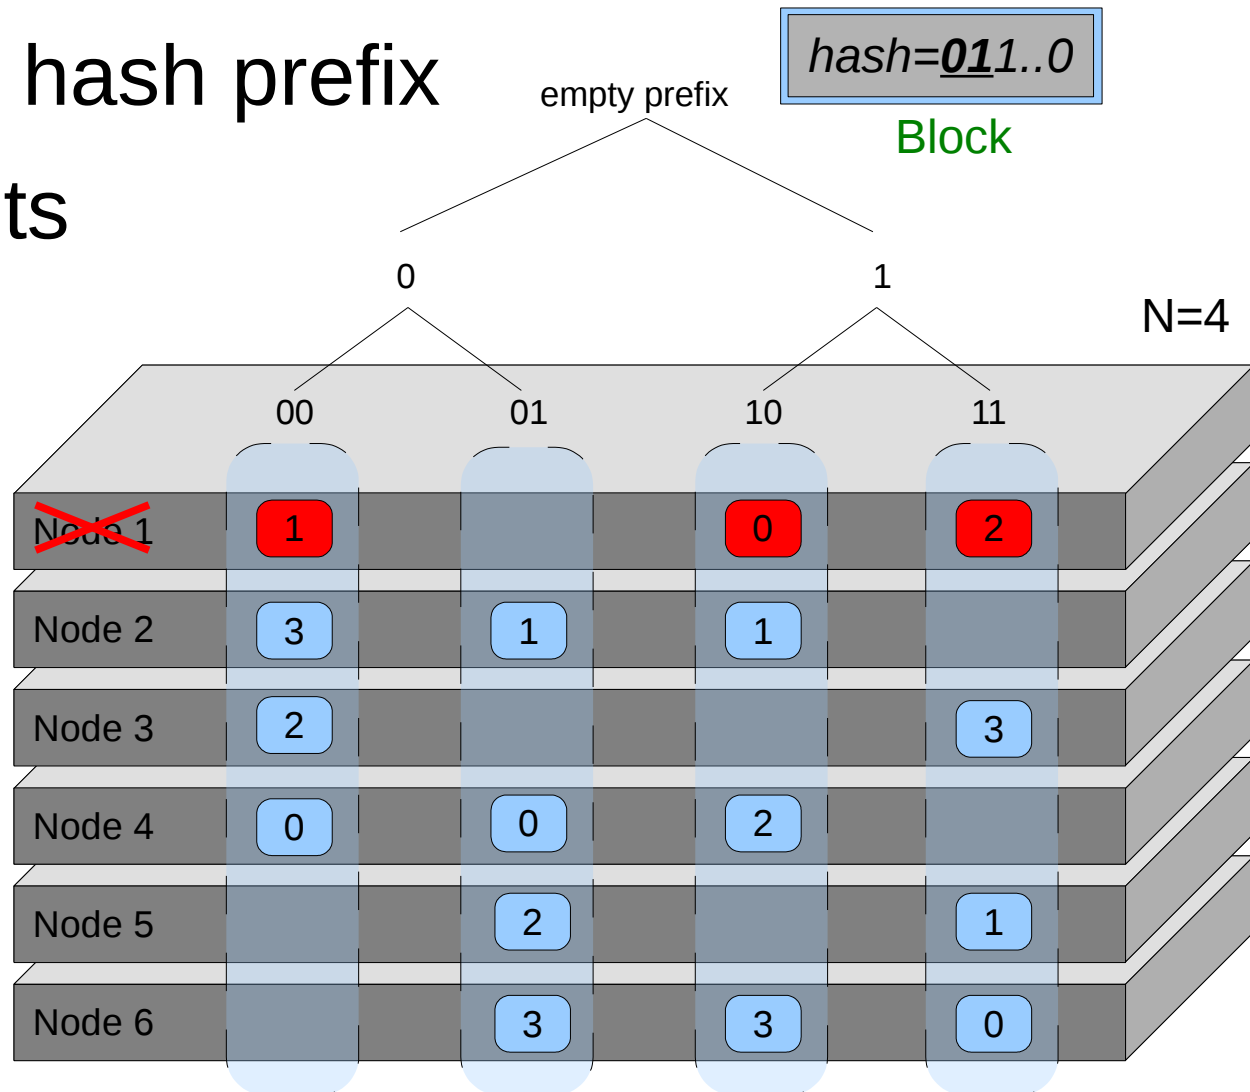 hash prefix
ts
hash=011..0
Block
empty prefix
0 1
N=4
00 01 10 11
Node 1 1 0 2
Node 2 3 1 1
Node 3 2 3
Node 4 0 0 2
Node 5 2 1
Node 6 3 3 0